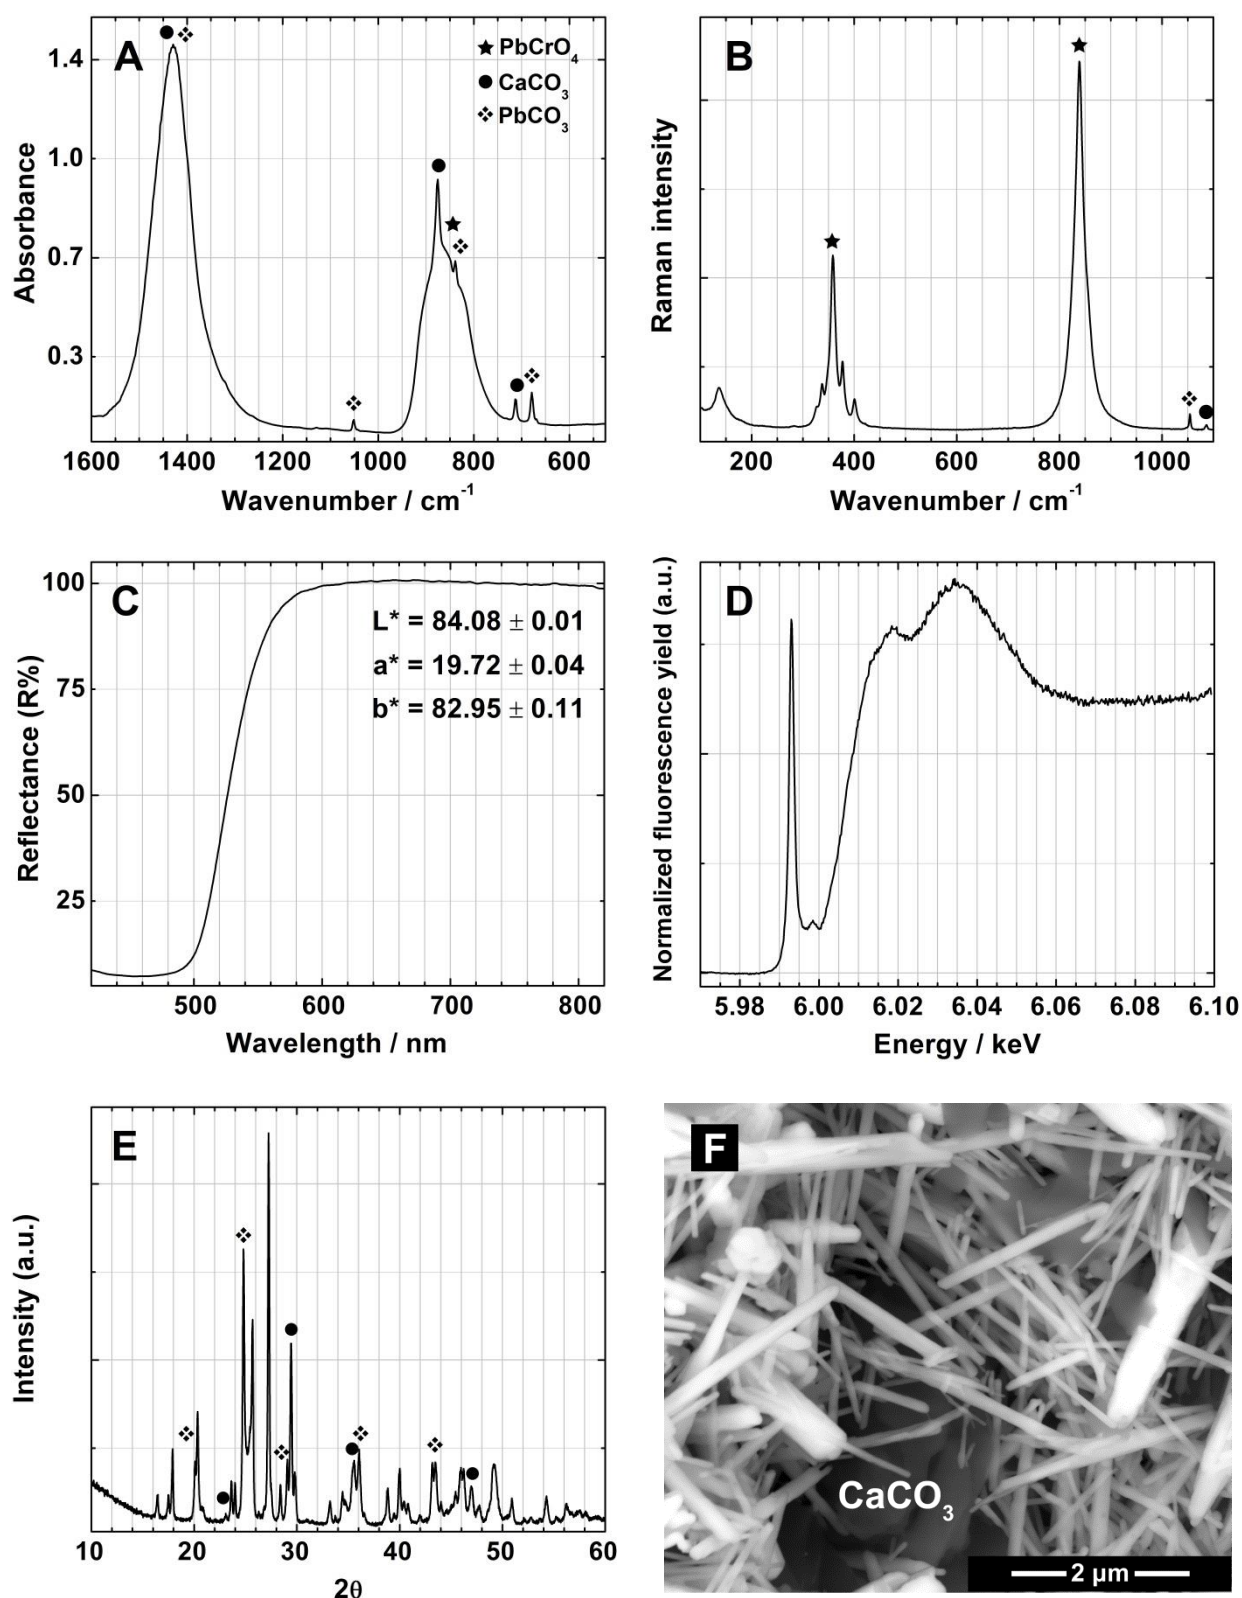 A
★ PbCrO₄
● CaCO₃
❖ PbCO₃
1.4
1.0
0.7
0.3
Absorbance
1600 1400 1200 1000 800 600
Wavenumber / cm⁻¹
B
Raman intensity
200 400 600 800 1000
Wavenumber / cm⁻¹
C
L* = 84.08 ± 0.01
a* = 19.72 ± 0.04
b* = 82.95 ± 0.11
100
75
50
25
Reflectance (R%)
500 600 700 800
Wavelength / nm
D
Normalized fluorescence yield (a.u.)
5.98 6.00 6.02 6.04 6.06 6.08 6.10
Energy / keV
E
Intensity (a.u.)
10 20 30 40 50 60
2θ
F
CaCO₃
2 µm